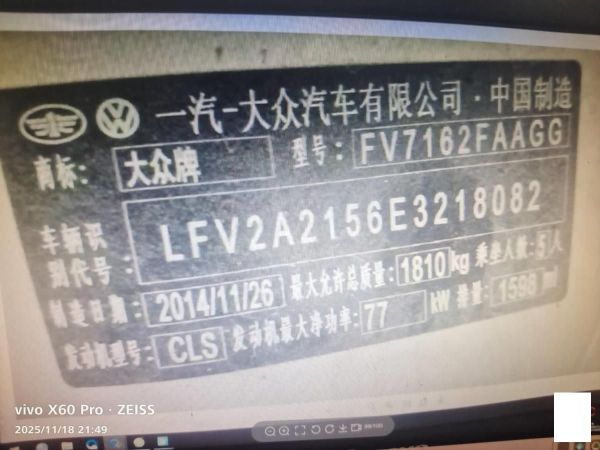 一汽-大众汽车有限公司·中国制造
商标: 大众牌 型号: FV7162FAAGG
车辆识别代号: LFV2A2156E3218082
制造日期: 2014/11/26 最大允许总质量: 1810 kg 乘坐人数: 5 人
发动机型号: CLS 发动机最大净功率: 77 kW 排量: 1598 ml
vivo X60 Pro · ZEISS
2025/11/18 21:49